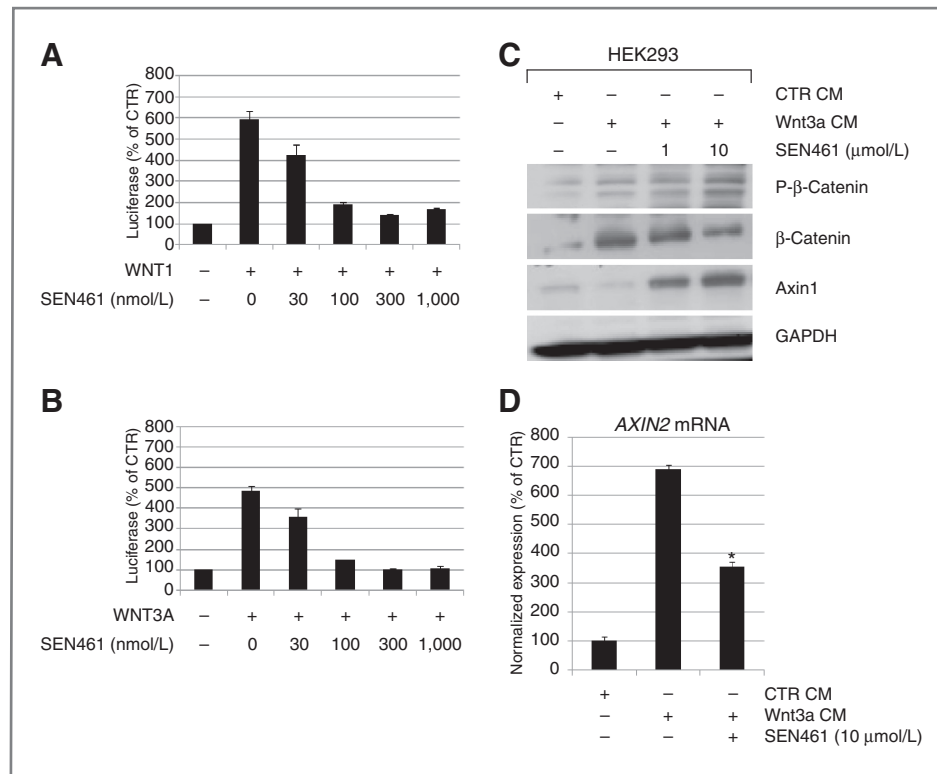 A
Luciferase (% of CTR)
800
700
600
500
400
300
200
100
0
WNT1 – + + + + +
SEN461 (nmol/L) – 0 30 100 300 1,000
B
Luciferase (% of CTR)
800
700
600
500
400
300
200
100
0
WNT3A – + + + + +
SEN461 (nmol/L) – 0 30 100 300 1,000
C
HEK293
+ – – – CTR CM
– + + + Wnt3a CM
– – 1 10 SEN461 (μmol/L)
P-β-Catenin
β-Catenin
Axin1
GAPDH
D
AXIN2 mRNA
Normalized expression (% of CTR)
800
700
600
500
400
300
200
100
0
*
+ – – CTR CM
– + + Wnt3a CM
– – + SEN461 (10 μmol/L)